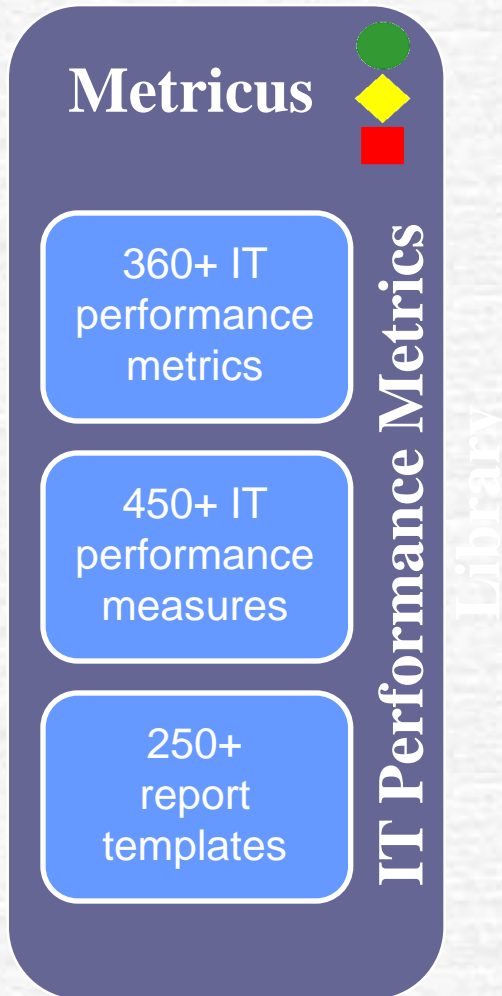 Metricus
360+ IT
performance
metrics
450+ IT
performance
measures
250+
report
templates
IT Performance Metrics
Library